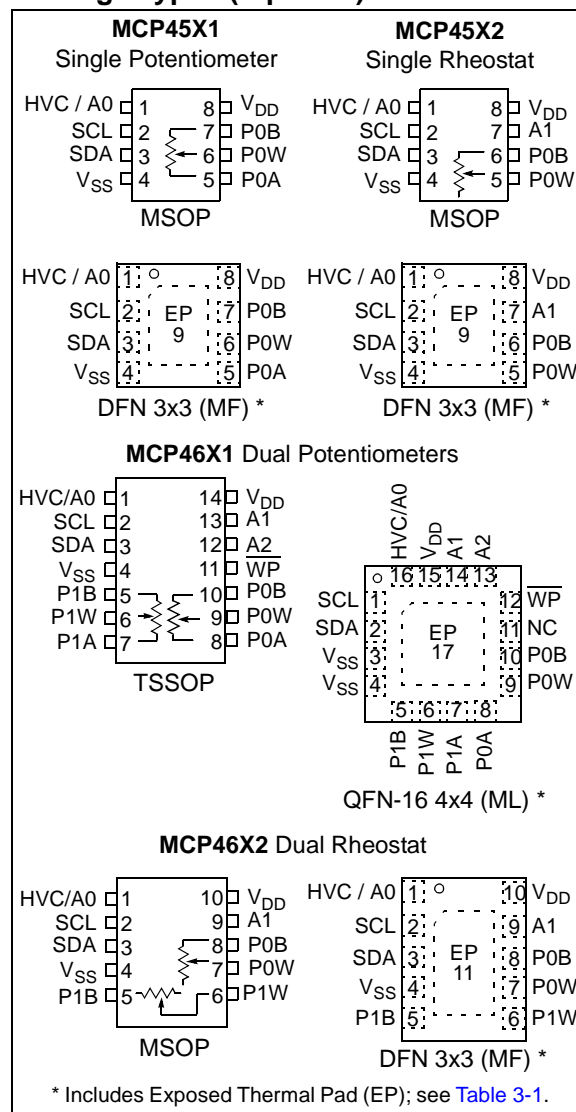 MCP45X1
Single Potentiometer
HVC / A0 1 8 VDD
SCL 2 7 P0B
SDA 3 6 P0W
VSS 4 5 P0A
MSOP
MCP45X2
Single Rheostat
HVC / A0 1 8 VDD
SCL 2 7 A1
SDA 3 6 P0B
VSS 4 5 P0W
MSOP
HVC / A0 1 8 VDD
SCL 2 EP 7 P0B
SDA 3 9 6 P0W
VSS 4 5 P0A
DFN 3x3 (MF) *
HVC / A0 1 8 VDD
SCL 2 EP 7 A1
SDA 3 9 6 P0B
VSS 4 5 P0W
DFN 3x3 (MF) *
MCP46X1 Dual Potentiometers
HVC/A0 1 14 VDD
SCL 2 13 A1
SDA 3 12 A2
VSS 4 11 WP
P1B 5 10 P0B
P1W 6 9 P0W
P1A 7 8 P0A
TSSOP
HVC/A0 VDD A1 A2
16 15 14 13
SCL 1 12 WP
SDA 2 EP 11 NC
VSS 3 17 10 P0B
VSS 4 9 P0W
5 6 7 8
P1B P1W P1A P0A
QFN-16 4x4 (ML) *
MCP46X2 Dual Rheostat
HVC/A0 1 10 VDD
SCL 2 9 A1
SDA 3 8 P0B
VSS 4 7 P0W
P1B 5 6 P1W
MSOP
HVC / A0 1 10 VDD
SCL 2 9 A1
SDA 3 EP 8 P0B
VSS 4 11 7 P0W
P1B 5 6 P1W
DFN 3x3 (MF) *
* Includes Exposed Thermal Pad (EP); see Table 3-1.